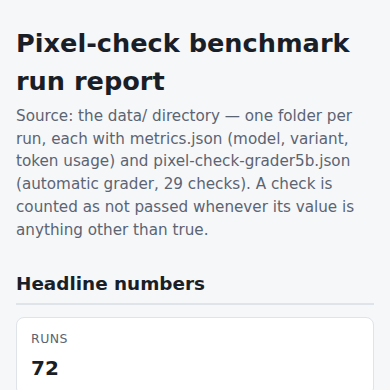 Pixel-check benchmark
run report
Source: the data/ directory — one folder per
run, each with metrics.json (model, variant,
token usage) and pixel-check-grader5b.json
(automatic grader, 29 checks). A check is
counted as not passed whenever its value is
anything other than true.
Headline numbers
RUNS
72